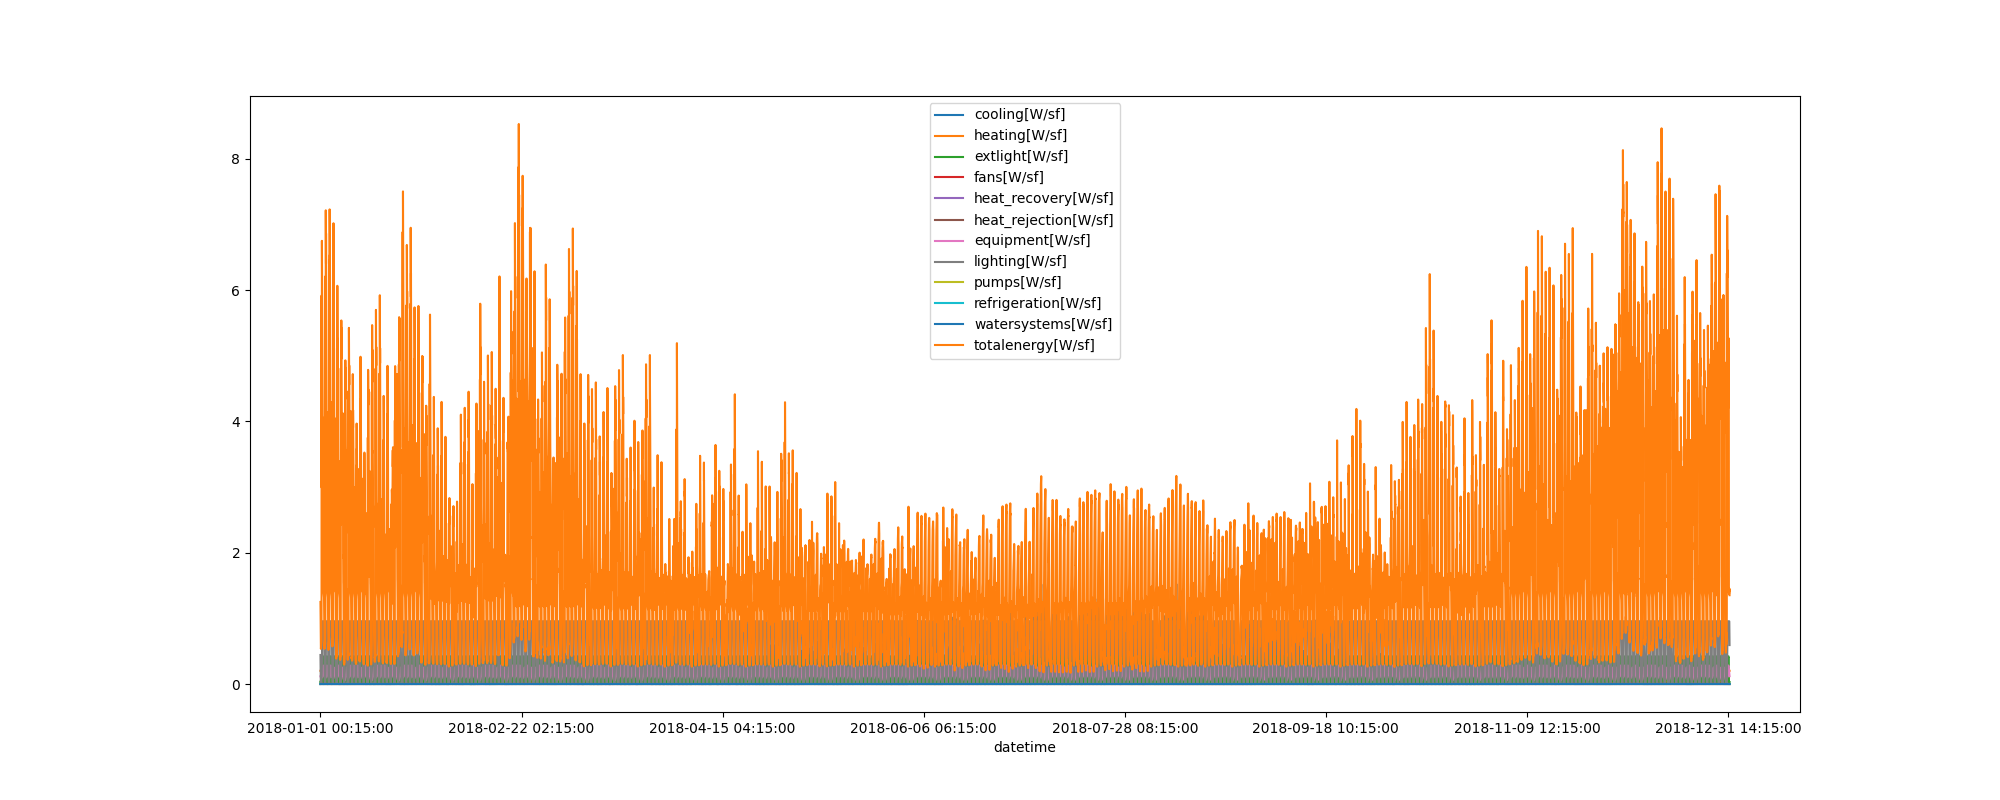 cooling[W/sf]
heating[W/sf]
extlight[W/sf]
fans[W/sf]
heat_recovery[W/sf]
heat_rejection[W/sf]
equipment[W/sf]
lighting[W/sf]
pumps[W/sf]
refrigeration[W/sf]
watersystems[W/sf]
totalenergy[W/sf]
8
6
4
2
0
2018-01-01 00:15:00 2018-02-22 02:15:00 2018-04-15 04:15:00 2018-06-06 06:15:00 2018-07-28 08:15:00 2018-09-18 10:15:00 2018-11-09 12:15:00 2018-12-31 14:15:00
datetime